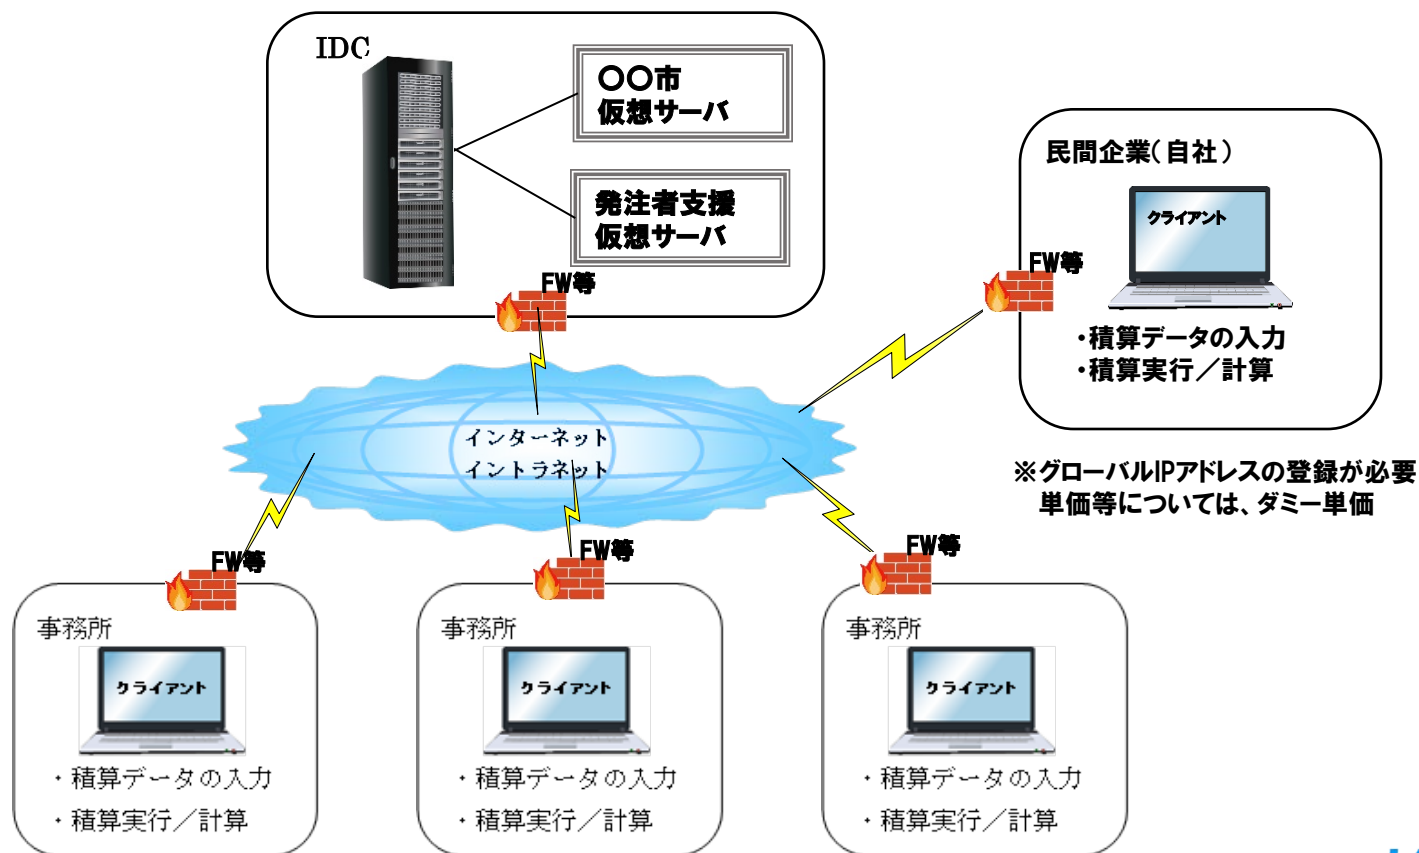 IDC
〇〇市
仮想サーバ
発注者支援
仮想サーバ
FW等
民間企業(自社)
クライアント
FW等
・積算データの入力
・積算実行／計算
インターネット
イントラネット
※グローバルIPアドレスの登録が必要
単価等については、ダミー単価
FW等
事務所
クライアント
・積算データの入力
・積算実行／計算
FW等
事務所
クライアント
・積算データの入力
・積算実行／計算
FW等
事務所
クライアント
・積算データの入力
・積算実行／計算